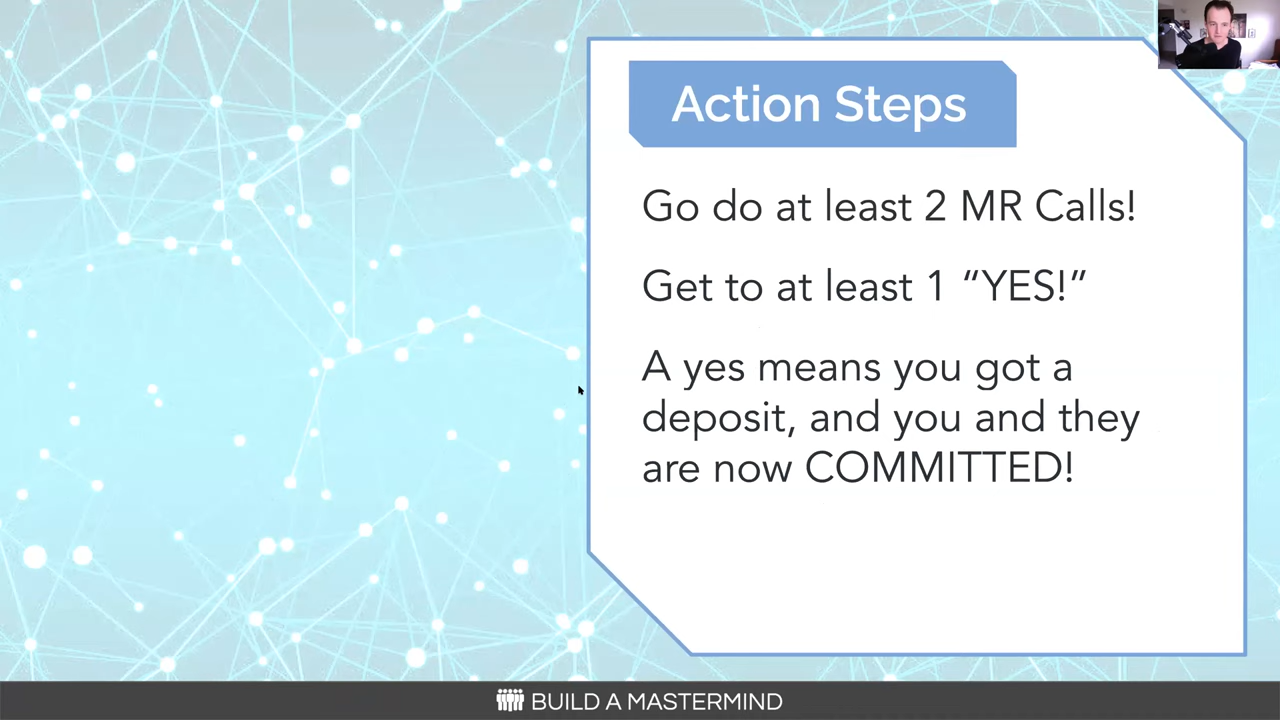 Action Steps
Go do at least 2 MR Calls!
Get to at least 1 “YES!”
A yes means you got a
deposit, and you and they
are now COMMITTED!
BUILD A MASTERMIND